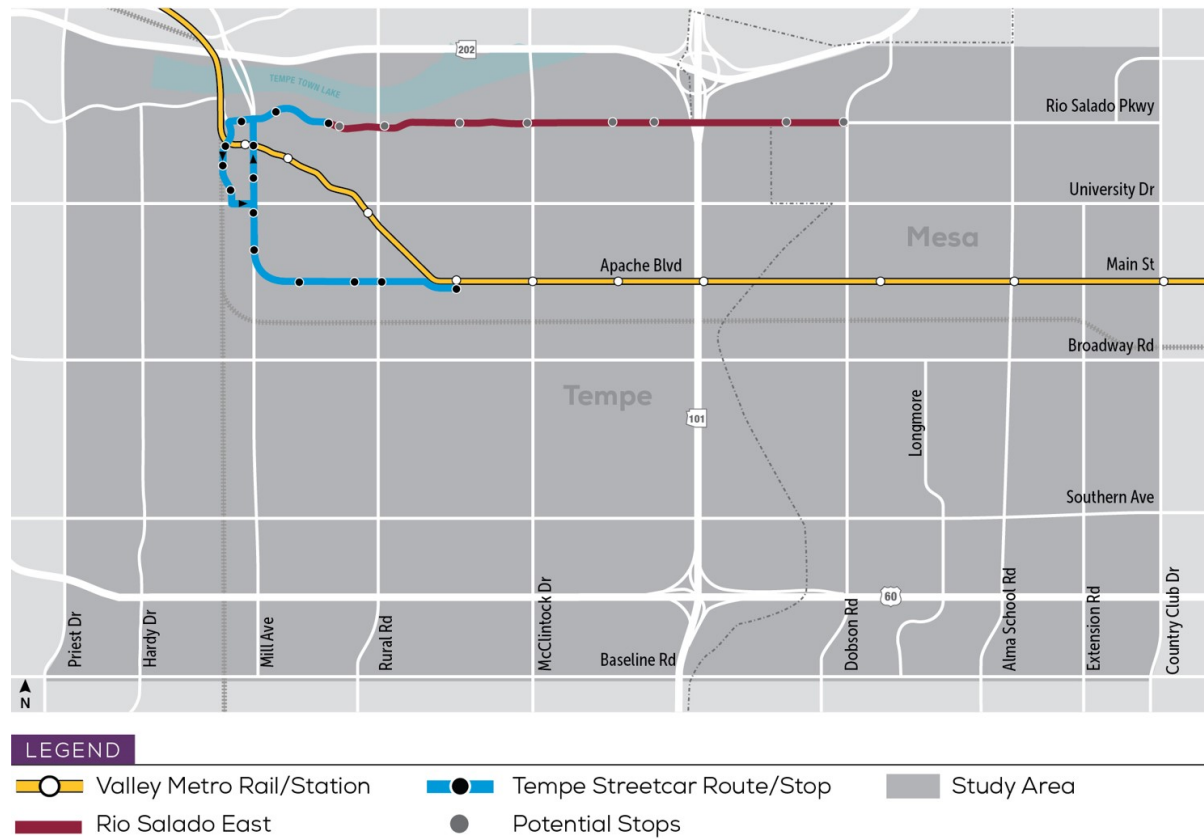 202
TEMPE TOWN LAKE
Rio Salado Pkwy
University Dr
Mesa
Apache Blvd
Main St
Broadway Rd
Tempe
101
Longmore
Southern Ave
60
Priest Dr
Hardy Dr
Mill Ave
Rural Rd
McClintock Dr
Baseline Rd
Dobson Rd
Alma School Rd
Extension Rd
Country Club Dr
N
LEGEND
Valley Metro Rail/Station
Tempe Streetcar Route/Stop
Study Area
Rio Salado East
Potential Stops